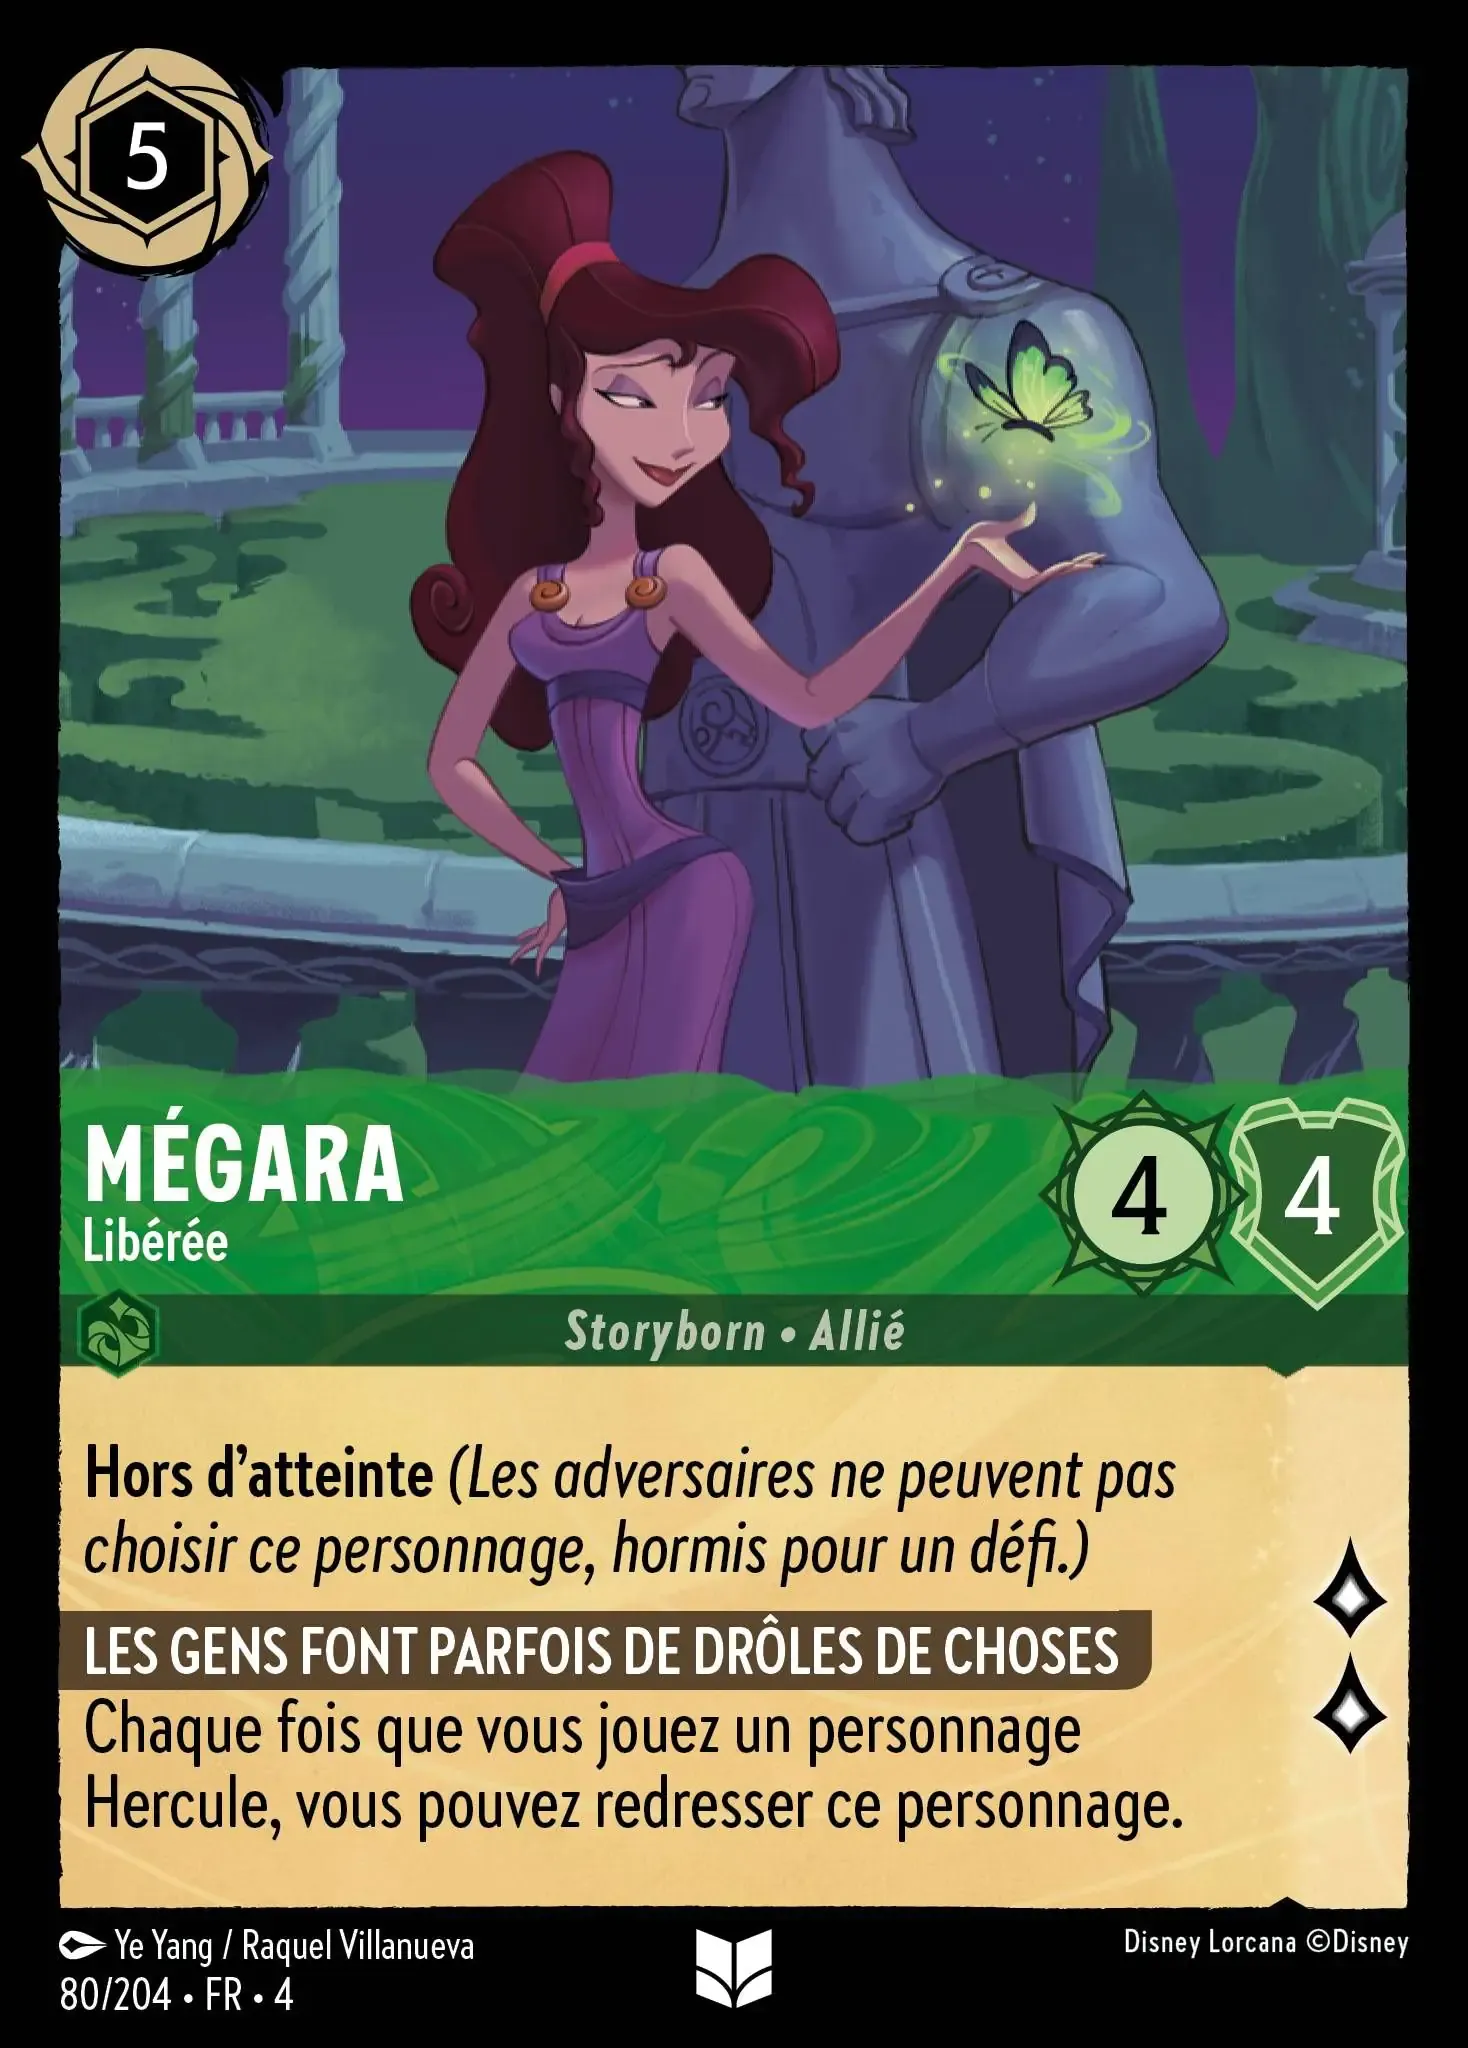 5
MÉGARA
Libérée
4
4
Storyborn • Allié
Hors d’atteinte (Les adversaires ne peuvent pas
choisir ce personnage, hormis pour un défi.)
LES GENS FONT PARFOIS DE DRÔLES DE CHOSES
Chaque fois que vous jouez un personnage
Hercule, vous pouvez redresser ce personnage.
Ye Yang / Raquel Villanueva
Disney Lorcana ©Disney
80/204 • FR • 4